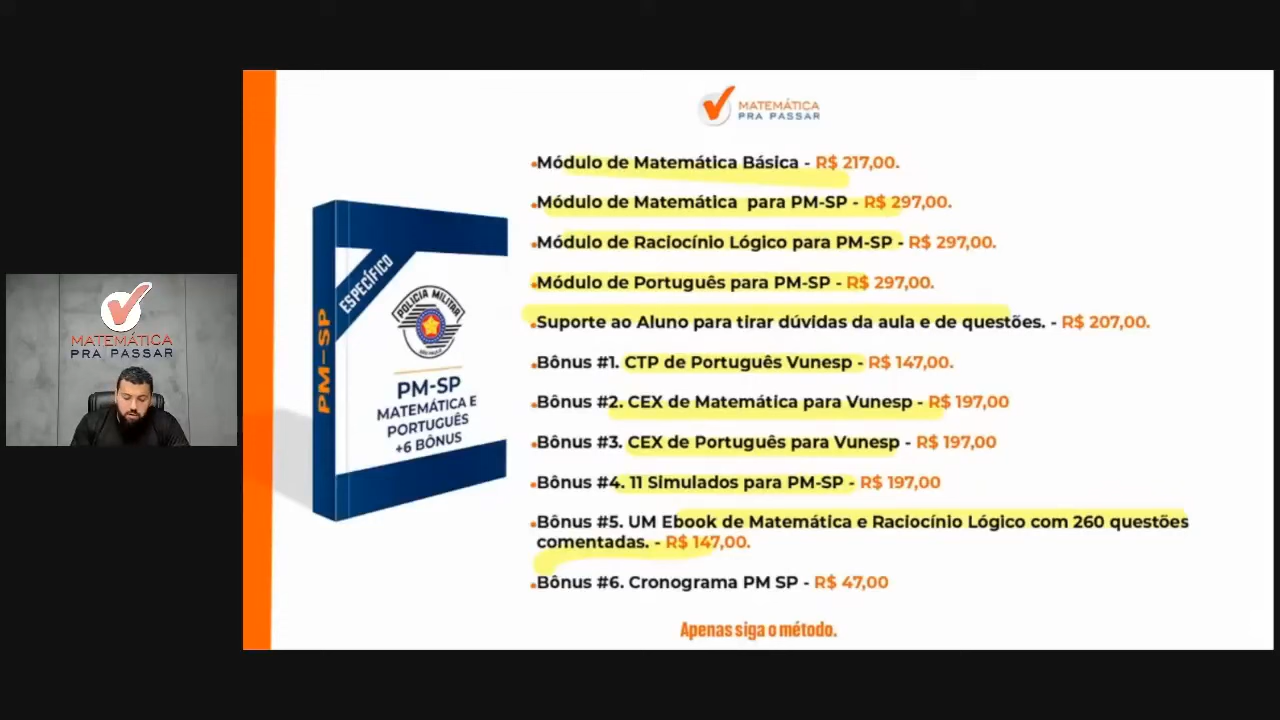 MATEMÁTICA
PRA PASSAR
•Módulo de Matemática Básica - R$ 217,00.
•Módulo de Matemática para PM-SP - R$ 297,00.
•Módulo de Raciocínio Lógico para PM-SP - R$ 297,00.
•Módulo de Português para PM-SP - R$ 297,00.
•Suporte ao Aluno para tirar dúvidas da aula e de questões. - R$ 207,00.
•Bônus #1. CTP de Português Vunesp - R$ 147,00.
•Bônus #2. CEX de Matemática para Vunesp - R$ 197,00
•Bônus #3. CEX de Português para Vunesp - R$ 197,00
•Bônus #4. 11 Simulados para PM-SP - R$ 197,00
•Bônus #5. UM Ebook de Matemática e Raciocínio Lógico com 260 questões
comentadas. - R$ 147,00.
•Bônus #6. Cronograma PM SP - R$ 47,00
Apenas siga o método.
PM-SP
ESPECÍFICO
POLÍCIA MILITAR
SÃO PAULO
PM-SP
MATEMÁTICA E
PORTUGUÊS
+6 BÔNUS
MATEMÁTICA
PRA PASSAR